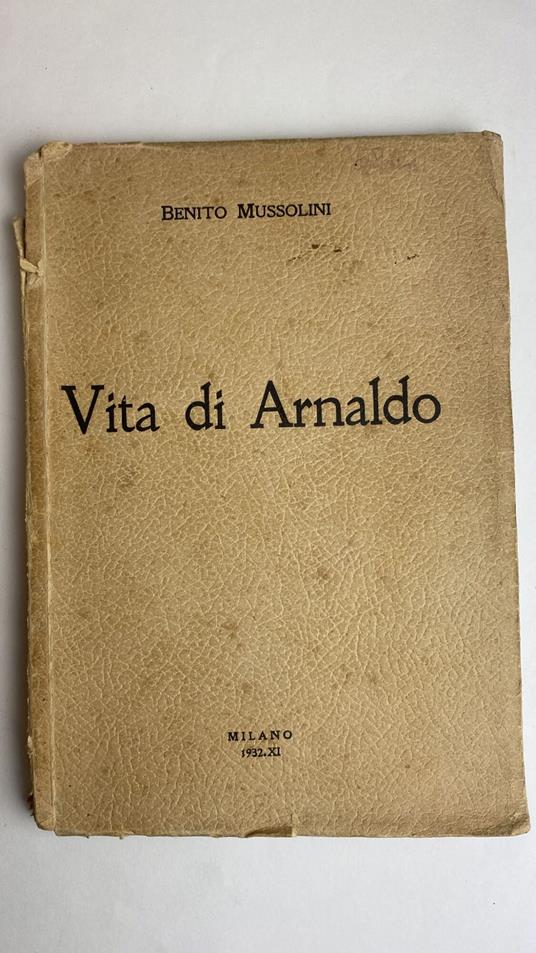 BENITO MUSSOLINI
Vita di Arnaldo
MILANO
1932.XI